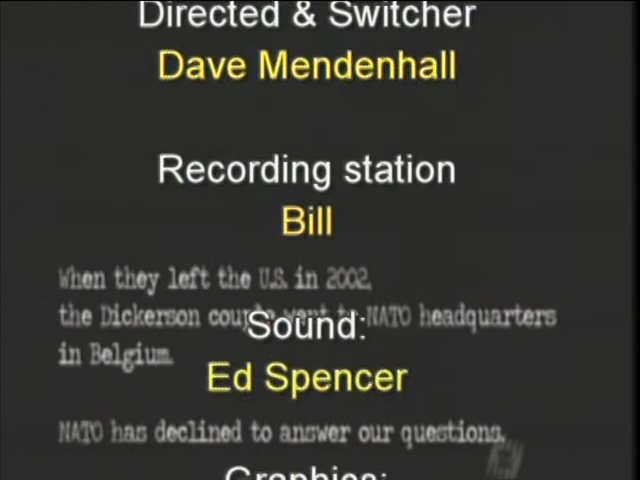 Directed & Switcher
Dave Mendenhall
Recording station
Bill
When they left the U.S. in 2002,
the Dickerson couple went to NATO headquarters
in Belgium.
Sound:
Ed Spencer
NATO has declined to answer our questions.
Graphics: